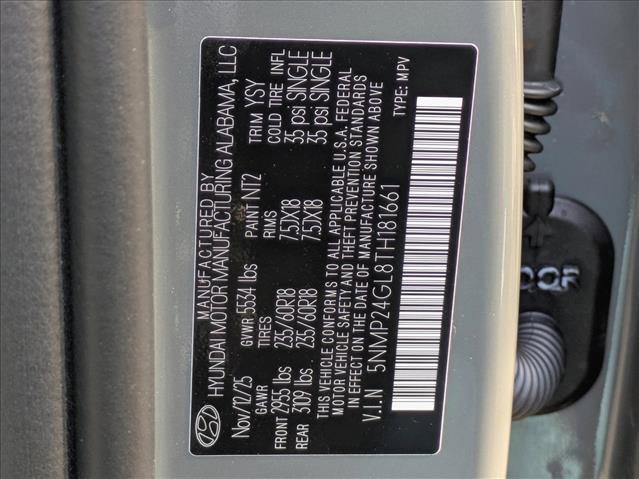 MANUFACTURED BY
HYUNDAI MOTOR MANUFACTURING ALABAMA, LLC
Nov/12/25 GVWR 5534 lbs PAINT NT2 TRIM YSY
GAWR TIRES RIMS COLD TIRE INFL
FRONT 2955 lbs 235/60R18 7.5JX18 35 psi SINGLE
REAR 3109 lbs 235/60R18 7.5JX18 35 psi SINGLE
THIS VEHICLE CONFORMS TO ALL APPLICABLE U.S.A. FEDERAL
MOTOR VEHICLE SAFETY AND THEFT PREVENTION STANDARDS
IN EFFECT ON THE DATE OF MANUFACTURE SHOWN ABOVE
V.I.N 5NMP24GL8TH181661 TYPE: MPV